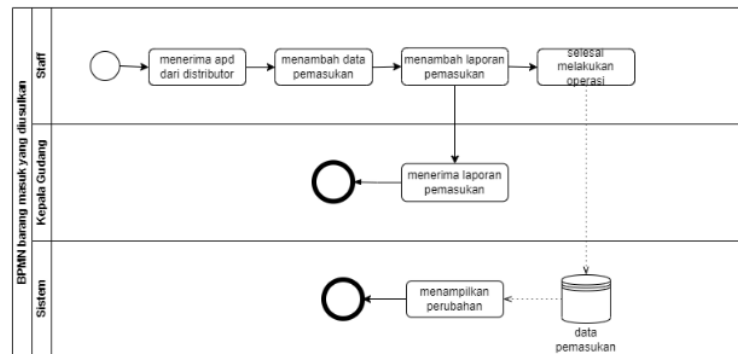 BPMN barang masuk yang diusulkan
Staff
menerima apd
dari distributor
menambah data
pemasukan
menambah laporan
pemasukan
selesai
melakukan
operasi
Kepala Gudang
menerima laporan
pemasukan
Sistem
menampilkan
perubahan
data
pemasukan